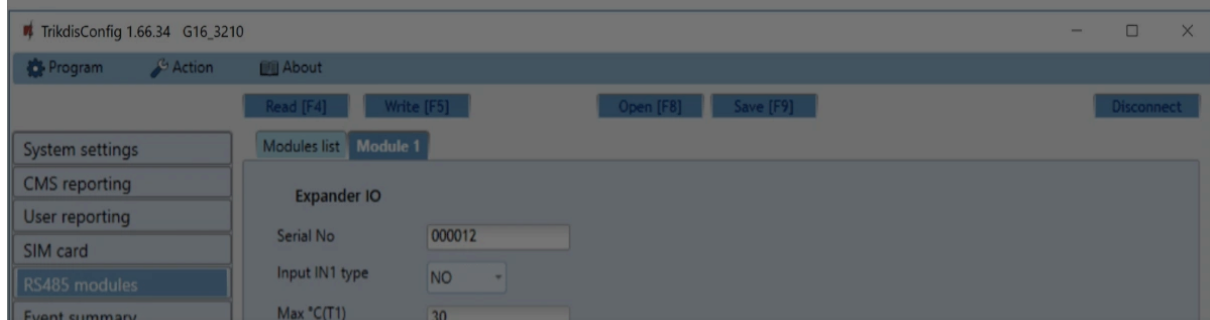 TrikdisConfig 1.66.34 G16_3210
Program Action About
Read [F4] Write [F5] Open [F8] Save [F9] Disconnect
Modules list Module 1
System settings
CMS reporting
User reporting
SIM card
RS485 modules
Event summary
Expander IO
Serial No 000012
Input IN1 type NO
Max °C(T1) 30